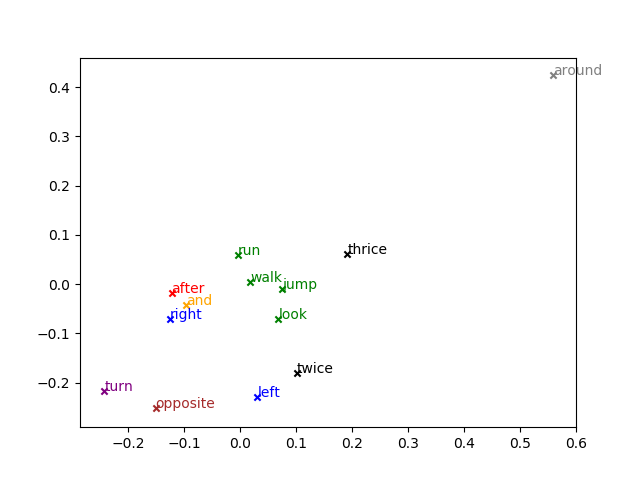 around
0.4
0.3
0.2
0.1
run
thrice
walk
0.0
jump
after
and
right
look
−0.1
twice
−0.2
turn
left
opposite
−0.2
−0.1
0.0
0.1
0.2
0.3
0.4
0.5
0.6